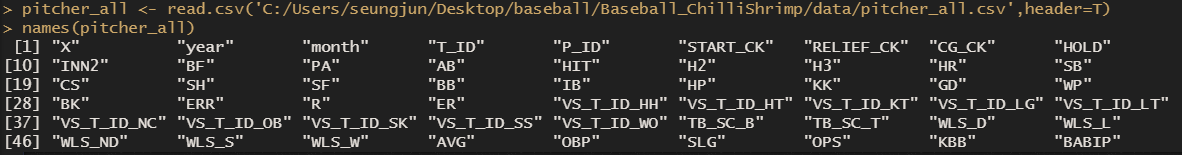 > pitcher_all <- read.csv('C:/Users/seungjun/Desktop/baseball/Baseball_ChilliShrimp/data/pitcher_all.csv',header=T)
> names(pitcher_all)
[1] "X" "year" "month" "T_ID" "P_ID" "START_CK" "RELIEF_CK" "CG_CK" "HOLD"
[10] "INN2" "BF" "PA" "AB" "HIT" "H2" "H3" "HR" "SB"
[19] "CS" "SH" "SF" "BB" "IB" "HP" "KK" "GD" "WP"
[28] "BK" "ERR" "R" "ER" "VS_T_ID_HH" "VS_T_ID_HT" "VS_T_ID_KT" "VS_T_ID_LG" "VS_T_ID_LT"
[37] "VS_T_ID_NC" "VS_T_ID_OB" "VS_T_ID_SK" "VS_T_ID_SS" "VS_T_ID_WO" "TB_SC_B" "TB_SC_T" "WLS_D" "WLS_L"
[46] "WLS_ND" "WLS_S" "WLS_W" "AVG" "OBP" "SLG" "OPS" "KBB" "BABIP"